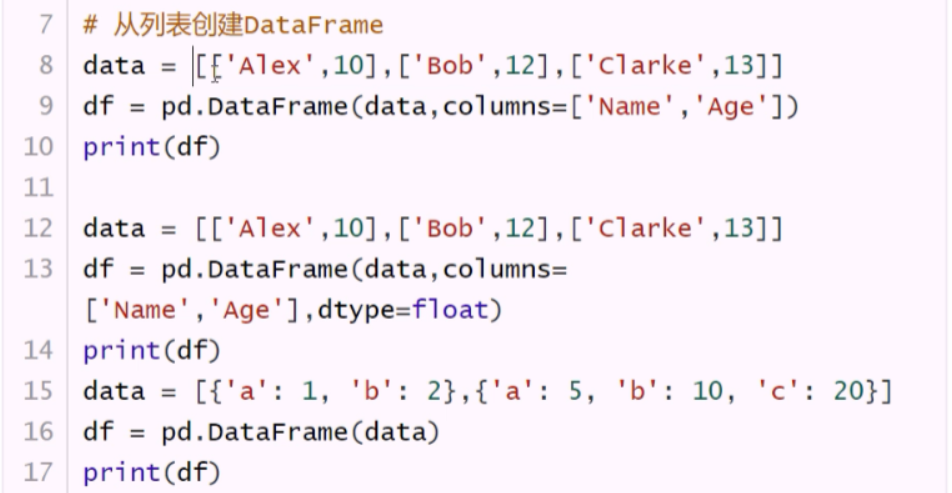 7 # 从列表创建DataFrame
8 data = [['Alex',10],['Bob',12],['Clarke',13]]
9 df = pd.DataFrame(data,columns=['Name','Age'])
10 print(df)
11
12 data = [['Alex',10],['Bob',12],['Clarke',13]]
13 df = pd.DataFrame(data,columns=
['Name','Age'],dtype=float)
14 print(df)
15 data = [{'a': 1, 'b': 2},{'a': 5, 'b': 10, 'c': 20}]
16 df = pd.DataFrame(data)
17 print(df)